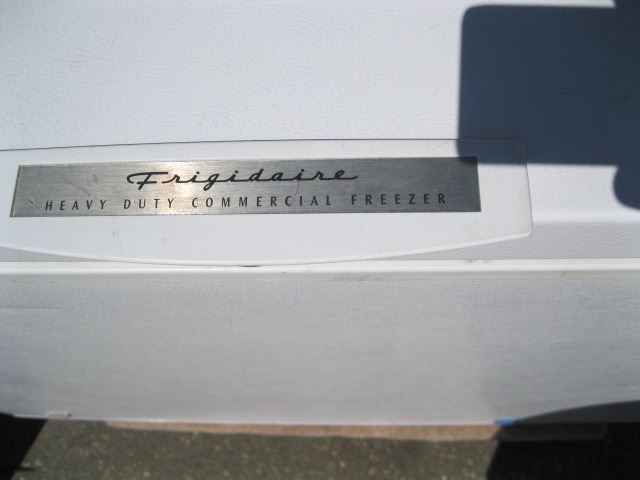 Frigidaire
HEAVY DUTY COMMERCIAL FREEZER